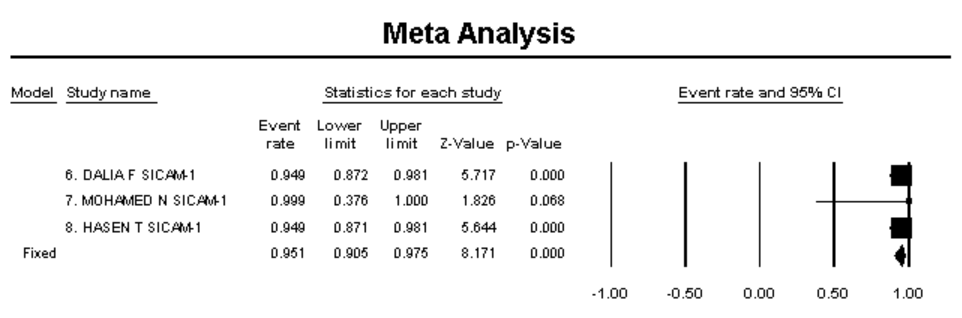 Meta Analysis
Model Study name Statistics for each study Event rate and 95% CI
Event Lower Upper
rate limit limit Z-Value p-Value
6. DALIA F SICAM-1 0.949 0.872 0.981 5.717 0.000
7. MOHAMED N SICAM-1 0.999 0.376 1.000 1.826 0.068
8. HASEN T SICAM-1 0.949 0.871 0.981 5.644 0.000
Fixed 0.951 0.905 0.975 8.171 0.000
-1.00 -0.50 0.00 0.50 1.00